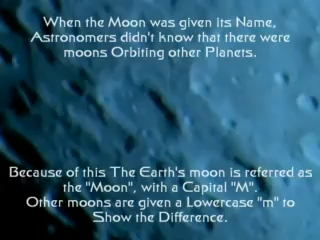 When the Moon was given its Name,
Astronomers didn't know that there were
moons Orbiting other Planets.
Because of this The Earth's moon is referred as
the "Moon", with a Capital "M".
Other moons are given a Lowercase "m" to
Show the Difference.